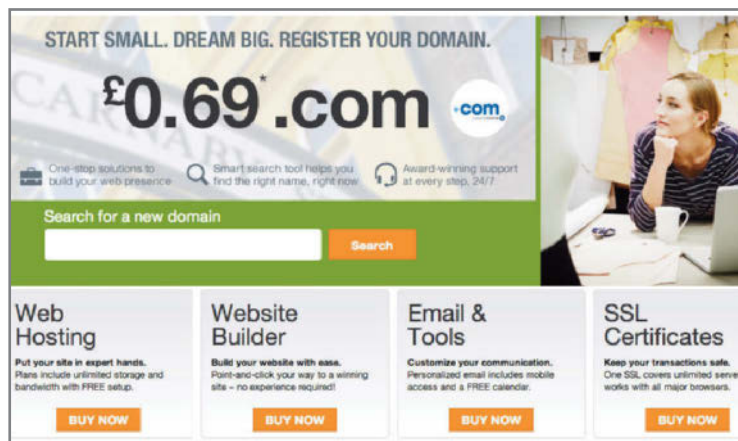 START SMALL. DREAM BIG. REGISTER YOUR DOMAIN.
£0.69* .com
.com
One-stop solutions to
build your web presence
Smart search tool helps you
find the right name, right now
Award-winning support
at every step, 24/7
Search for a new domain
Search
Web
Hosting
Put your site in expert hands.
Plans include unlimited storage and
bandwidth with FREE setup.
BUY NOW
Website
Builder
Build your website with ease.
Point-and-click your way to a winning
site – no experience required!
BUY NOW
Email &
Tools
Customize your communication.
Personalized email includes mobile
access and a FREE calendar.
BUY NOW
SSL
Certificates
Keep your transactions safe.
One SSL covers unlimited serve
works with all major browsers.
BUY NOW